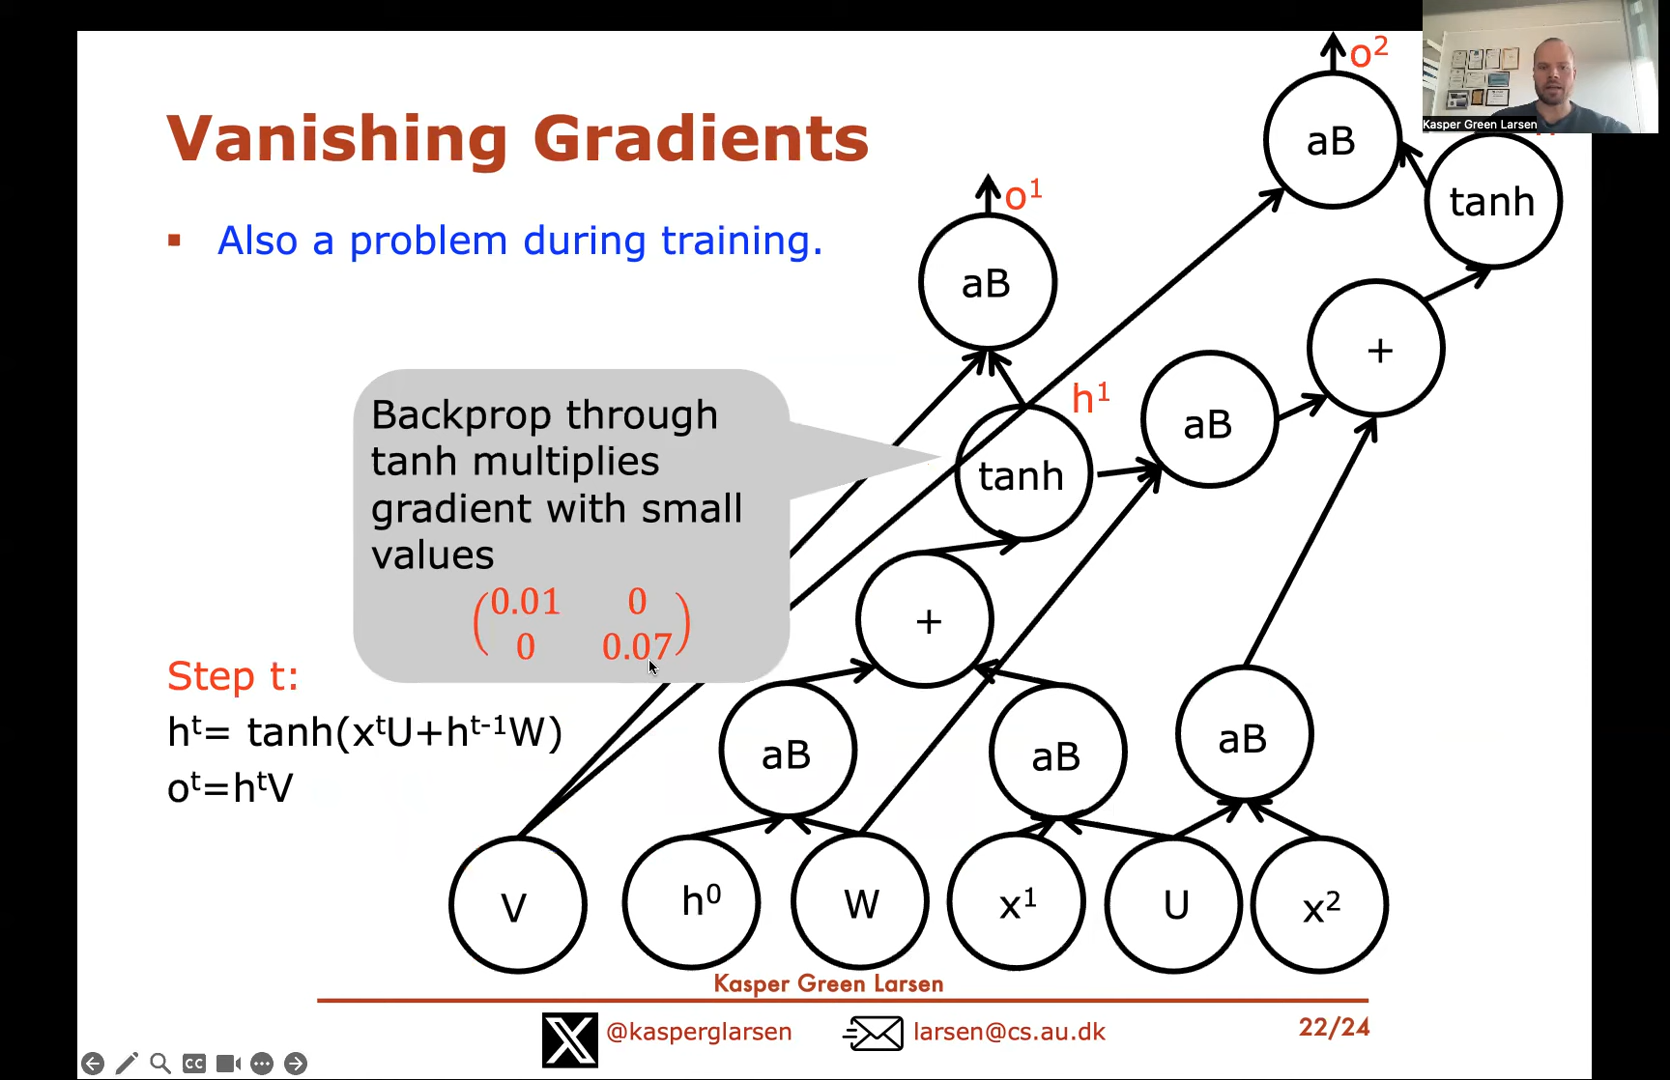 Vanishing Gradients
Also a problem during training.
Backprop through
tanh multiplies
gradient with small
values
(0.01 0
0 0.07)
Step t:
hᵗ= tanh(xᵗU+hᵗ⁻¹W)
oᵗ=hᵗV
o²
aB
tanh
o¹
aB
+
h¹
aB
tanh
+
aB
aB
aB
V
h⁰
W
x¹
U
x²
Kasper Green Larsen
@kasperglarsen
larsen@cs.au.dk
22/24
Kasper Green Larsen
CC